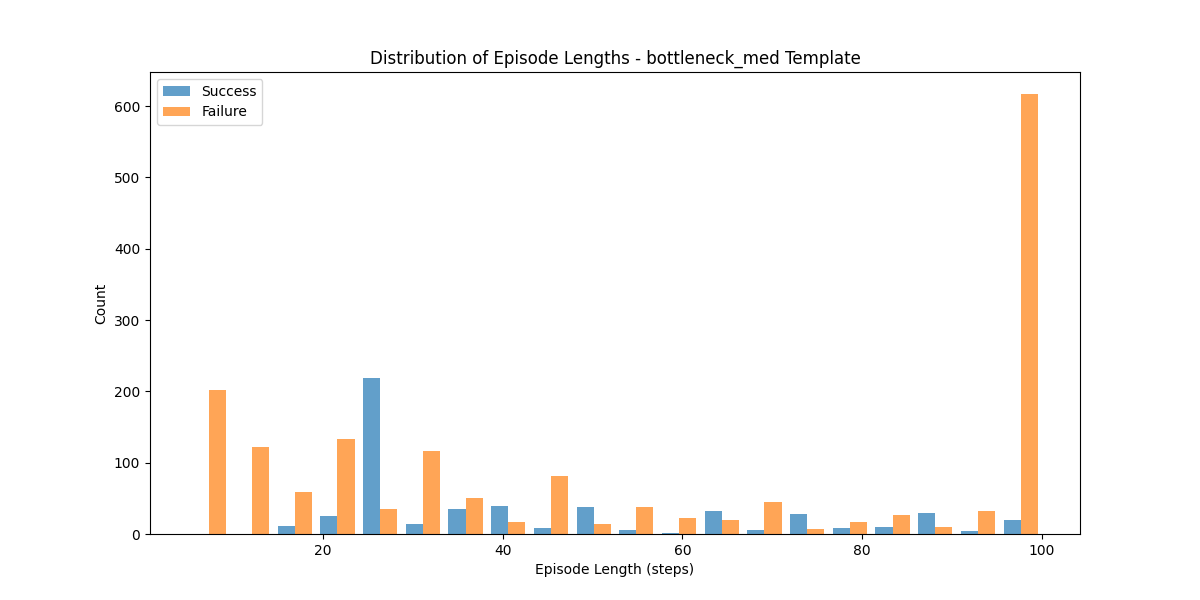 Distribution of Episode Lengths - bottleneck_med Template
Success
Failure
600
500
400
300
200
100
0
Count
20
40
60
80
100
Episode Length (steps)